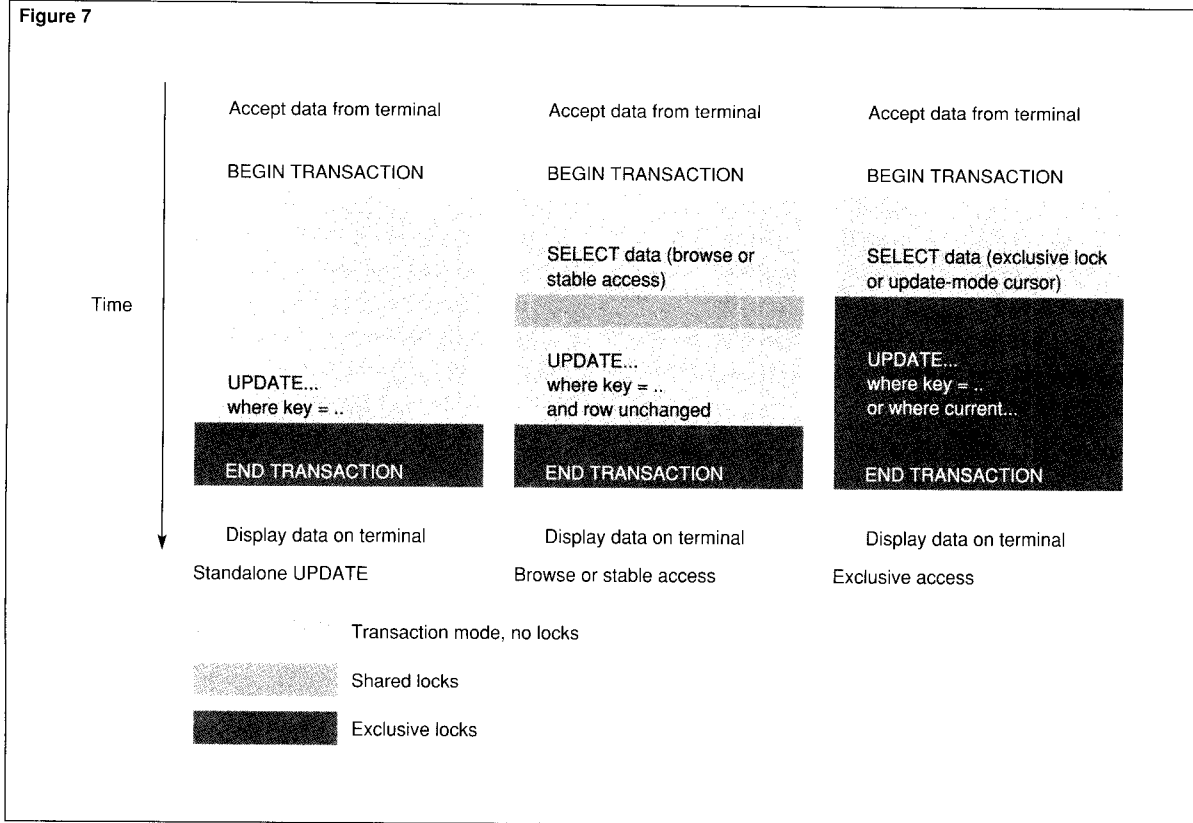 Figure 7
Accept data from terminal
BEGIN TRANSACTION
UPDATE...
where key = ..
END TRANSACTION
Display data on terminal
Standalone UPDATE
Accept data from terminal
BEGIN TRANSACTION
SELECT data (browse or
stable access)
UPDATE...
where key = ..
and row unchanged
END TRANSACTION
Display data on terminal
Browse or stable access
Accept data from terminal
BEGIN TRANSACTION
SELECT data (exclusive lock
or update-mode cursor)
UPDATE...
where key = ..
or where current...
END TRANSACTION
Display data on terminal
Exclusive access
Time
Transaction mode, no locks
Shared locks
Exclusive locks